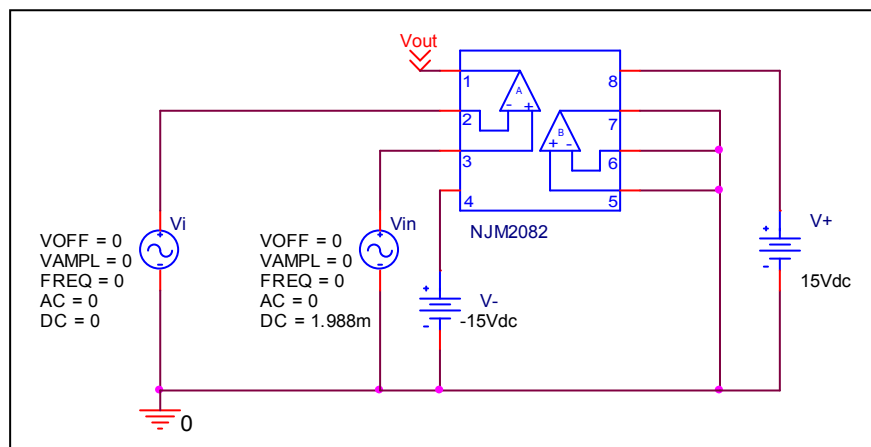 Vout
1
2
3
4
A
- +
B
+ -
8
7
6
5
NJM2082
Vi
VOFF = 0
VAMPL = 0
FREQ = 0
AC = 0
DC = 0
Vin
VOFF = 0
VAMPL = 0
FREQ = 0
AC = 0
DC = 1.988m
V-
-15Vdc
V+
15Vdc
0